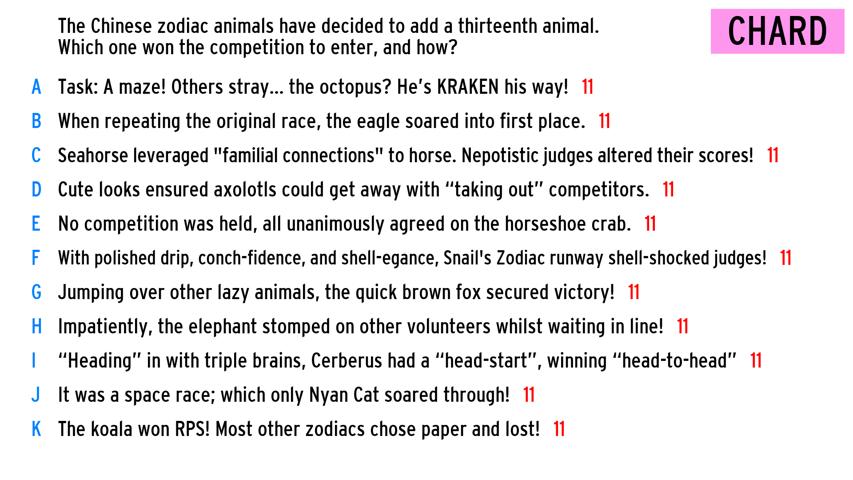 The Chinese zodiac animals have decided to add a thirteenth animal.
Which one won the competition to enter, and how?
CHARD
A Task: A maze! Others stray... the octopus? He's KRAKEN his way! 11
B When repeating the original race, the eagle soared into first place. 11
C Seahorse leveraged "familial connections" to horse. Nepotistic judges altered their scores! 11
D Cute looks ensured axolotls could get away with “taking out” competitors. 11
E No competition was held, all unanimously agreed on the horseshoe crab. 11
F With polished drip, conch-fidence, and shell-egance, Snail's Zodiac runway shell-shocked judges! 11
G Jumping over other lazy animals, the quick brown fox secured victory! 11
H Impatiently, the elephant stomped on other volunteers whilst waiting in line! 11
I “Heading” in with triple brains, Cerberus had a “head-start”, winning “head-to-head” 11
J It was a space race; which only Nyan Cat soared through! 11
K The koala won RPS! Most other zodiacs chose paper and lost! 11